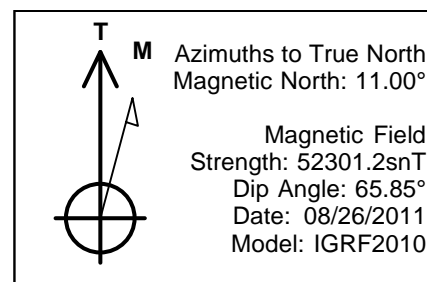 T
M
Azimuths to True North
Magnetic North: 11.00°
Magnetic Field
Strength: 52301.2snT
Dip Angle: 65.85°
Date: 08/26/2011
Model: IGRF2010